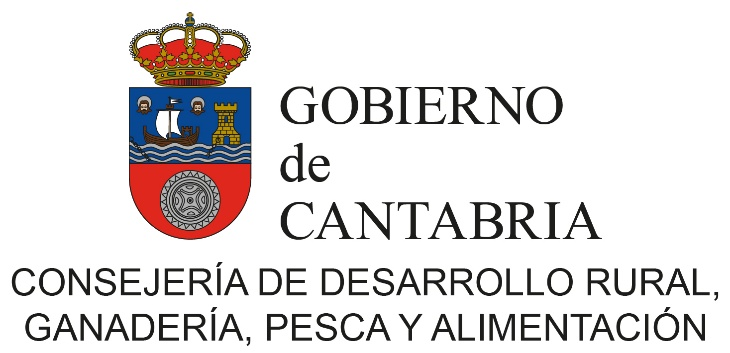 GOBIERNO
de
CANTABRIA
CONSEJERÍA DE DESARROLLO RURAL,
GANADERÍA, PESCA Y ALIMENTACIÓN